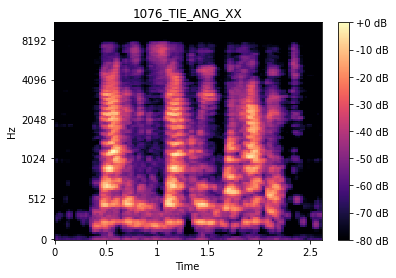 1076_TIE_ANG_XX
8192
4096
2048
1024
512
0
Hz
0
0.5
1
1.5
2
2.5
Time
+0 dB
-10 dB
-20 dB
-30 dB
-40 dB
-50 dB
-60 dB
-70 dB
-80 dB